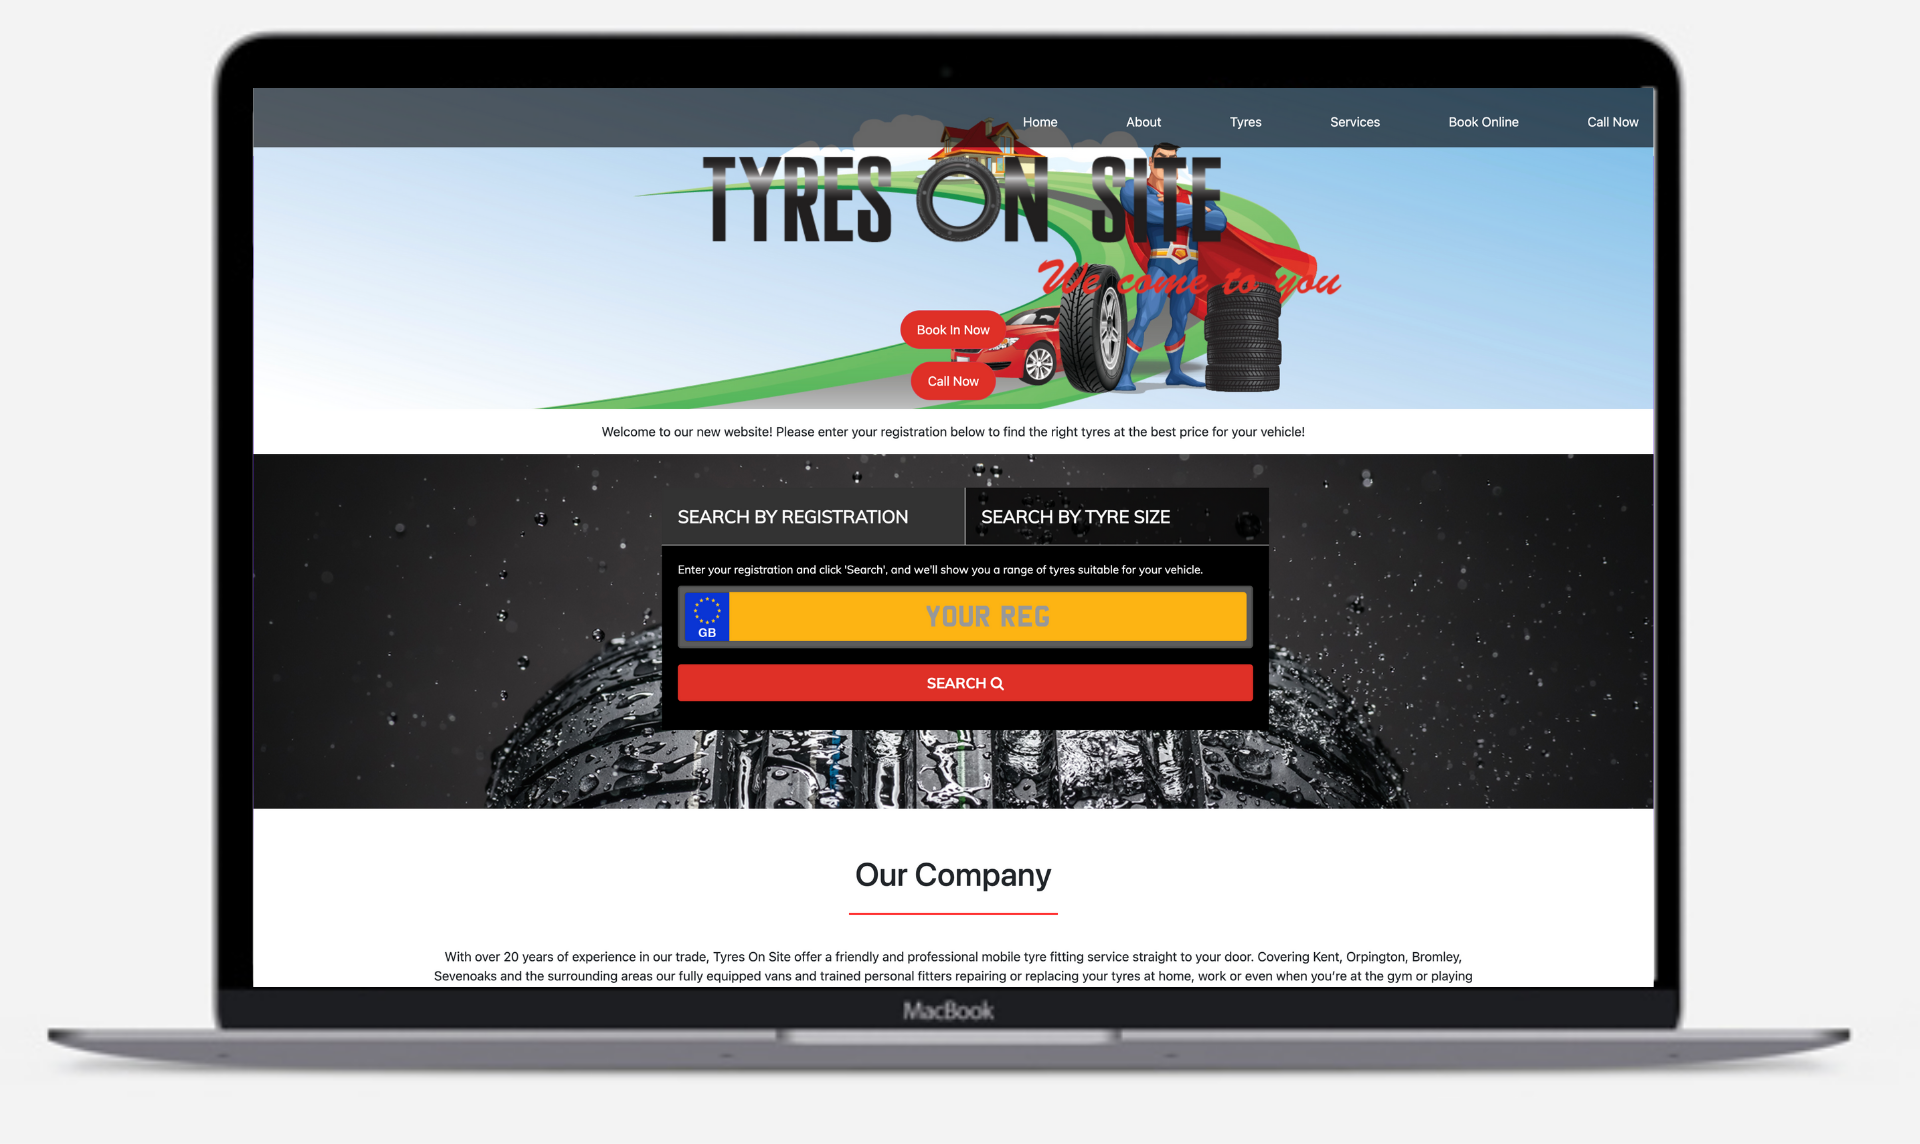 Home About Tyres Services Book Online Call Now
TYRES ON SITE
We come to you
Book In Now
Call Now
Welcome to our new website! Please enter your registration below to find the right tyres at the best price for your vehicle!
SEARCH BY REGISTRATION SEARCH BY TYRE SIZE
Enter your registration and click 'Search', and we'll show you a range of tyres suitable for your vehicle.
GB YOUR REG
SEARCH
Our Company
With over 20 years of experience in our trade, Tyres On Site offer a friendly and professional mobile tyre fitting service straight to your door. Covering Kent, Orpington, Bromley,
Sevenoaks and the surrounding areas our fully equipped vans and trained personal fitters repairing or replacing your tyres at home, work or even when you're at the gym or playing
MacBook